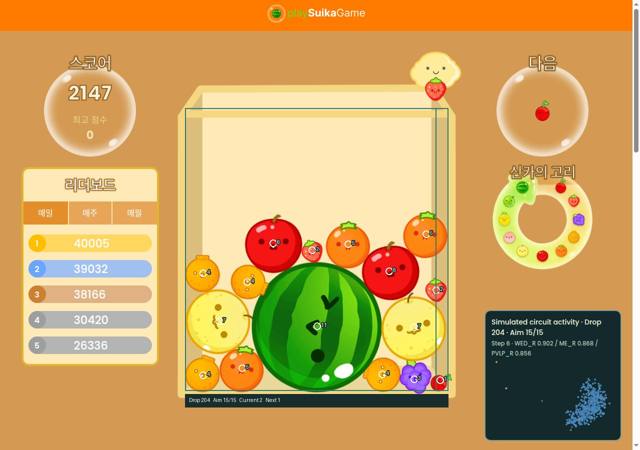 playSuikaGame
스코어
2147
최고 점수
0
리더보드
매일 매주 매월
1 40005
2 39032
3 38166
4 30420
5 26336
다음
산카의 고리
Simulated circuit activity · Drop
204 · Aim 15/15
Step 6 · WED_R 0.902 / ME_R 0.868 /
PVLP_R 0.856
Drop 204 Aim 15/15 Current 2 Next 1